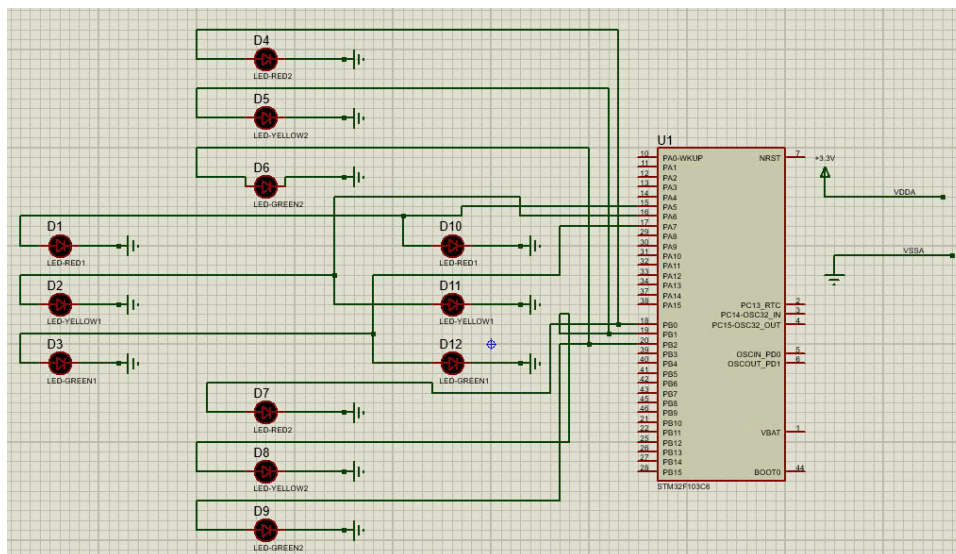 D4
LED-RED2
D5
LED-YELLOW2
D6
LED-GREEN2
D1
LED-RED1
D2
LED-YELLOW1
D3
LED-GREEN1
D10
LED-RED1
D11
LED-YELLOW1
D12
LED-GREEN1
D7
LED-RED2
D8
LED-YELLOW2
D9
LED-GREEN2
U1
10 PA0-WKUP NRST 7
11 PA1
12 PA2
13 PA3
14 PA4
15 PA5
16 PA6
17 PA7
29 PA8
30 PA9
31 PA10
32 PA11
33 PA12
34 PA13
37 PA14
38 PA15
PC13_RTC 2
PC14-OSC32_IN 3
PC15-OSC32_OUT 4
18 PB0
19 PB1
20 PB2
39 PB3
40 PB4
41 PB5
42 PB6
43 PB7
45 PB8
46 PB9
21 PB10
22 PB11
25 PB12
26 PB13
27 PB14
28 PB15
OSCIN_PD0 5
OSCOUT_PD1 6
VBAT 1
BOOT0 44
STM32F103C6
+3.3V
VDDA
VSSA